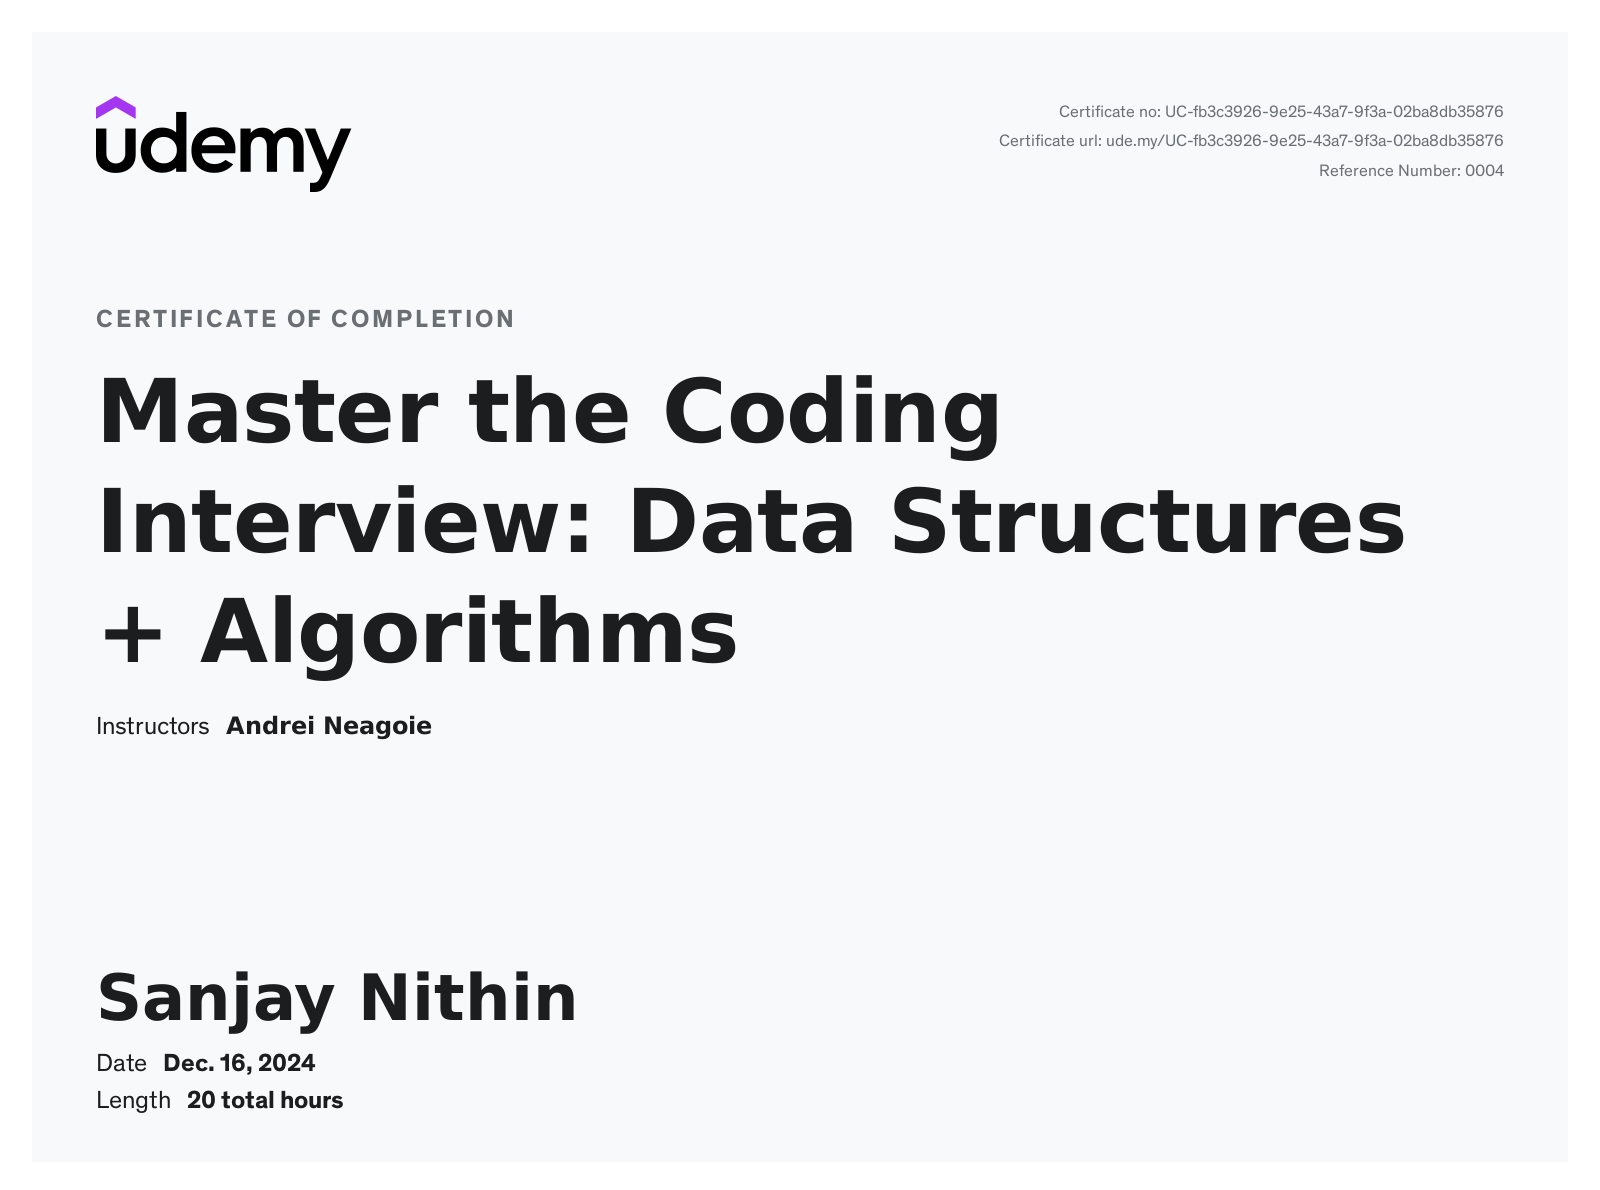 udemy
Certificate no: UC-fb3c3926-9e25-43a7-9f3a-02ba8db35876
Certificate url: ude.my/UC-fb3c3926-9e25-43a7-9f3a-02ba8db35876
Reference Number: 0004
CERTIFICATE OF COMPLETION
Master the Coding
Interview: Data Structures
+ Algorithms
Instructors Andrei Neagoie
Sanjay Nithin
Date Dec. 16, 2024
Length 20 total hours